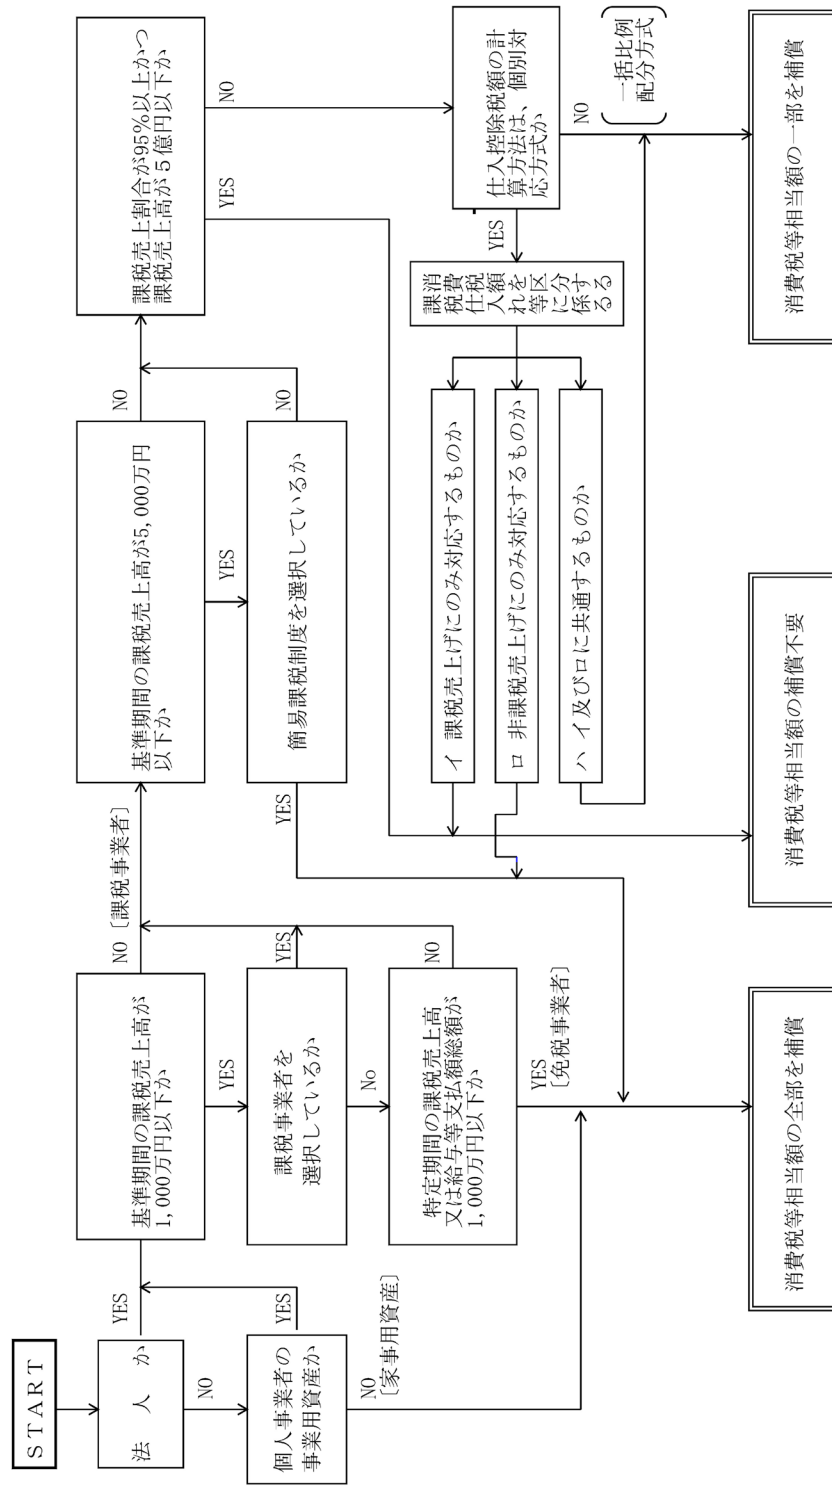 START
法人か
YES
NO
個人事業者の
事業用資産か
YES
NO
〔家事用資産〕
基準期間の課税売上高が
1,000万円以下か
NO
〔課税事業者〕
YES
課税事業者を
選択しているか
YES
No
特定期間の課税売上高
又は給与等支払額総額が
1,000万円以下か
NO
YES
〔免税事業者〕
基準期間の課税売上高が5,000万円
以下か
NO
YES
簡易課税制度を選択しているか
NO
YES
課税売上割合が95%以上かつ
課税売上高が5億円以下か
NO
YES
仕入控除税額の計
算方法は、個別対
応方式か
YES
NO
一括比例
配分方式
課税仕入れ等に係る
消費税額を区分する
イ 課税売上げにのみ対応するものか
ロ 非課税売上げにのみ対応するものか
ハ イ及びロに共通するものか
消費税等相当額の全部を補償
消費税等相当額の補償不要
消費税等相当額の一部を補償